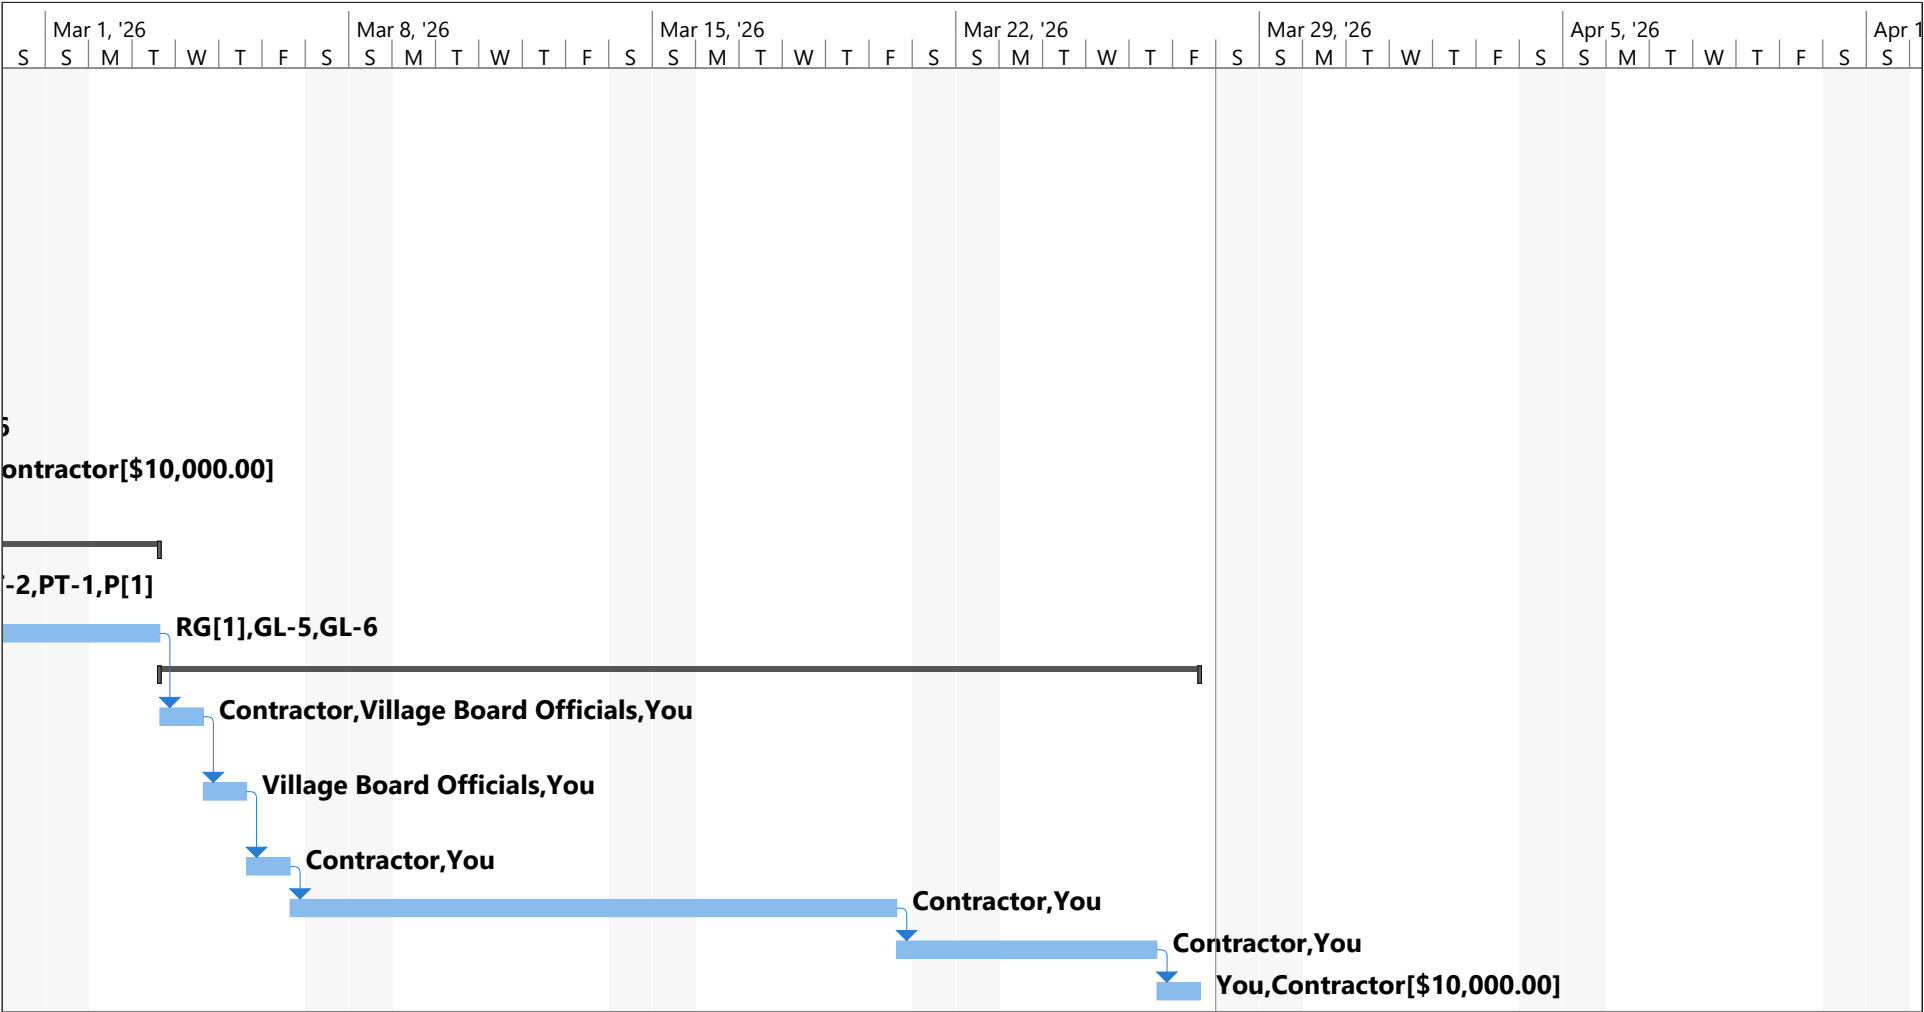 Mar 1, '26 Mar 8, '26 Mar 15, '26 Mar 22, '26 Mar 29, '26 Apr 5, '26 Apr 1
S S M T W T F S S M T W T F S S M T W T F S S M T W T F S S M T W T F S S M T W T F S S
ontractor[$10,000.00]
-2,PT-1,P[1]
RG[1],GL-5,GL-6
Contractor,Village Board Officials,You
Village Board Officials,You
Contractor,You
Contractor,You
Contractor,You
You,Contractor[$10,000.00]